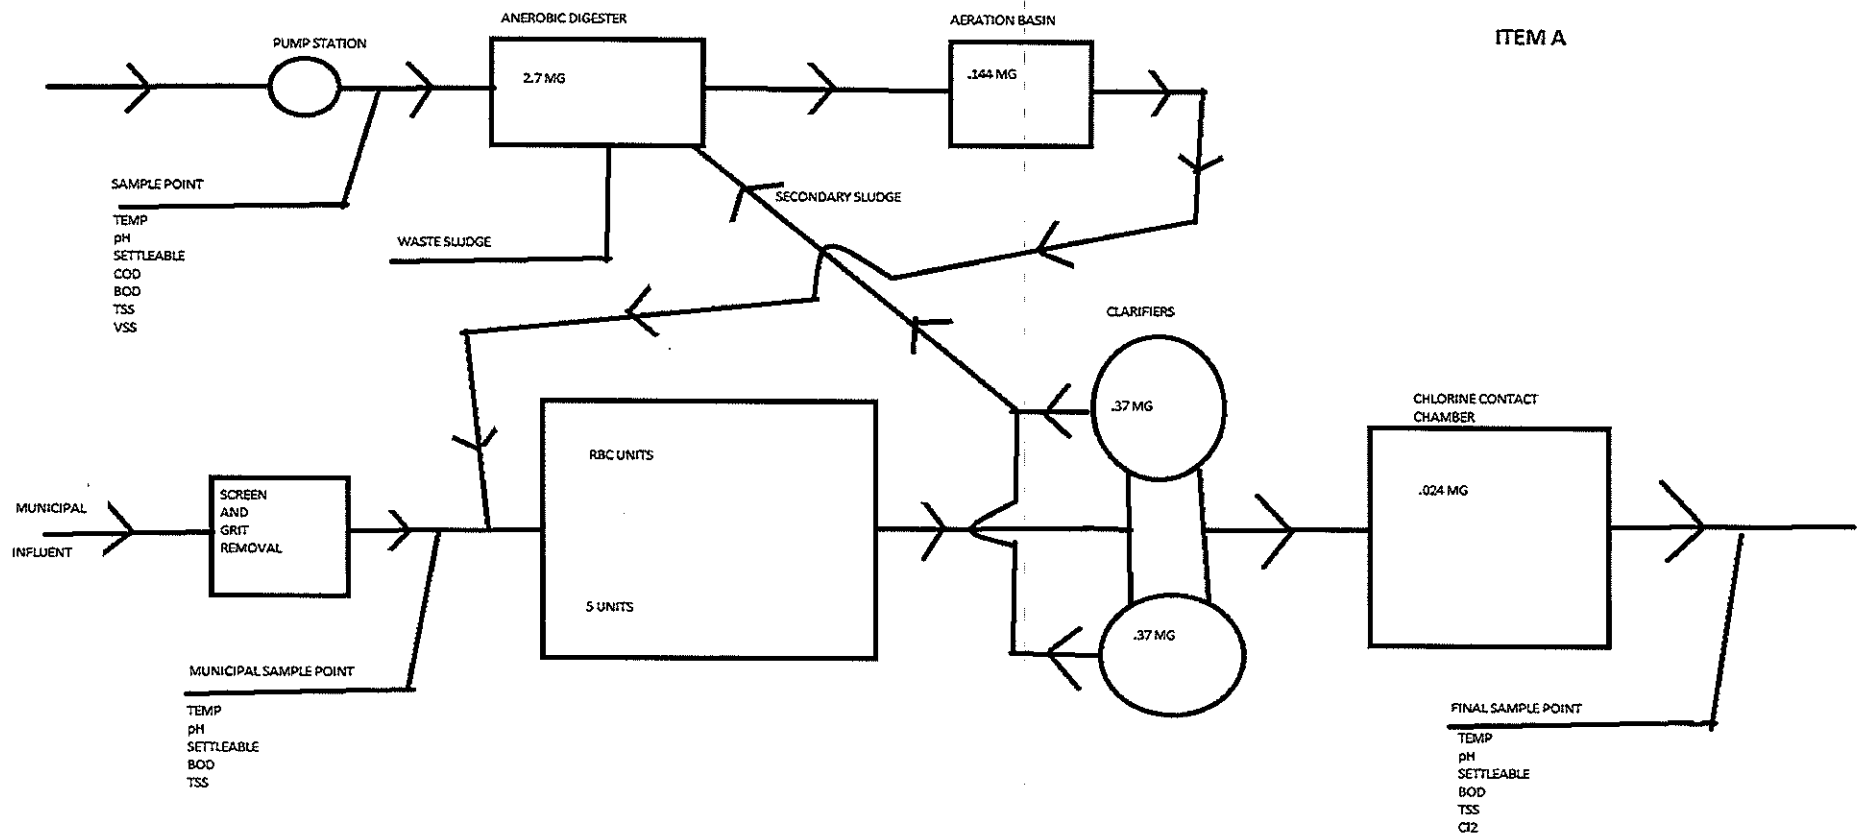 ANEROBIC DIGESTER
AERATION BASIN
ITEM A
PUMP STATION
2.7 MG
.144 MG
SAMPLE POINT
TEMP
pH
SETTLEABLE
COD
BOD
TSS
VSS
SECONDARY SLUDGE
WASTE SLUDGE
CLARIFIERS
.37 MG
CHLORINE CONTACT
CHAMBER
RBC UNITS
5 UNITS
.024 MG
MUNICIPAL
INFLUENT
SCREEN
AND
GRIT
REMOVAL
.37 MG
MUNICIPAL SAMPLE POINT
TEMP
pH
SETTLEABLE
BOD
TSS
FINAL SAMPLE POINT
TEMP
pH
SETTLEABLE
BOD
TSS
Cl2